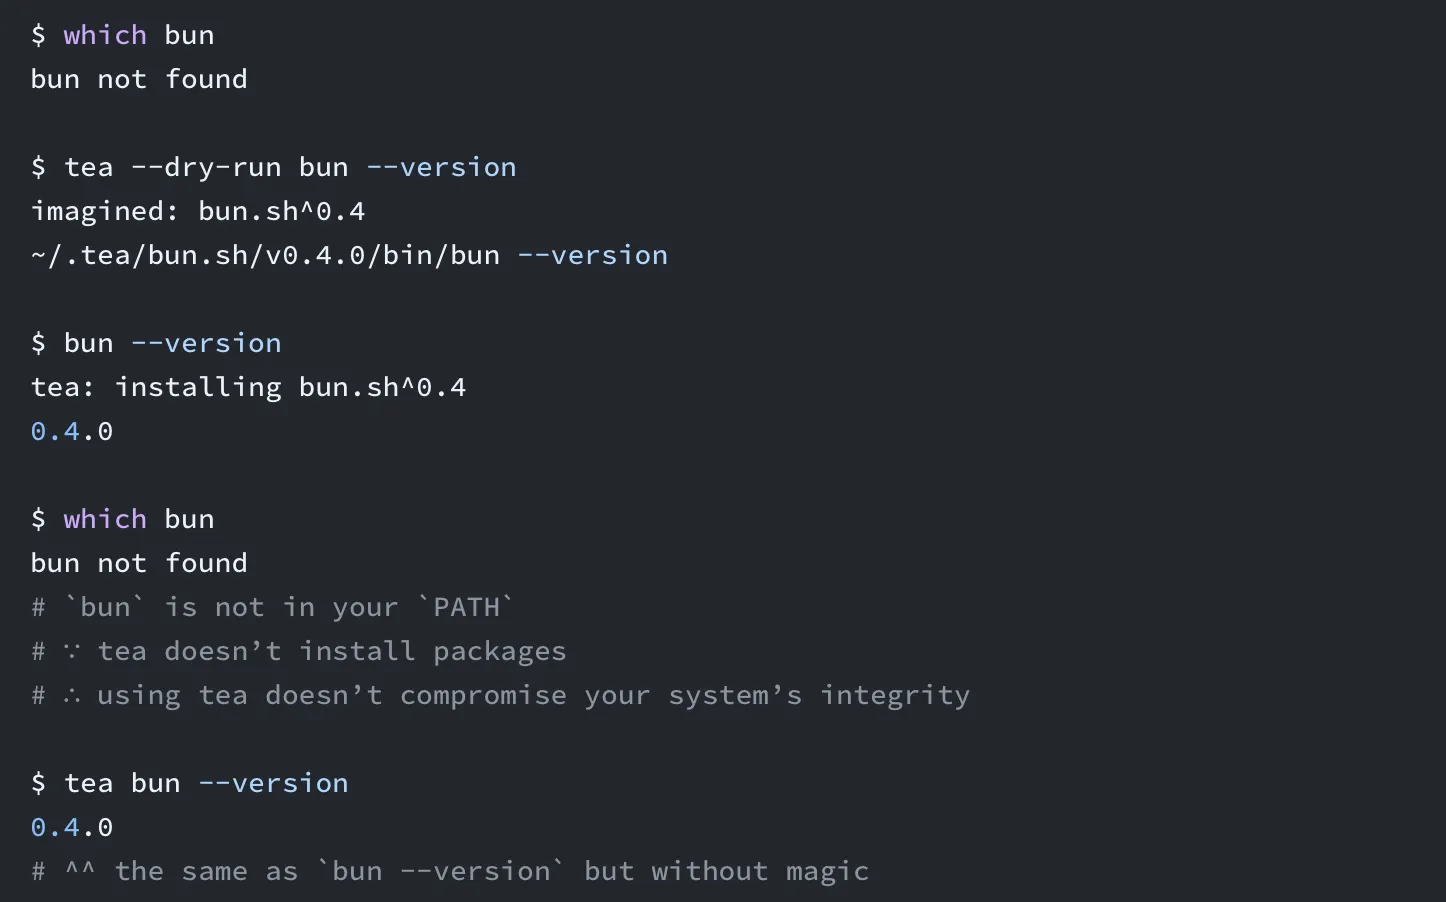 $ which bun
bun not found
$ tea --dry-run bun --version
imagined: bun.sh^0.4
~/.tea/bun.sh/v0.4.0/bin/bun --version
$ bun --version
tea: installing bun.sh^0.4
0.4.0
$ which bun
bun not found
# `bun` is not in your `PATH`
# ∵ tea doesn’t install packages
# ∴ using tea doesn’t compromise your system’s integrity
$ tea bun --version
0.4.0
# ^^ the same as `bun --version` but without magic